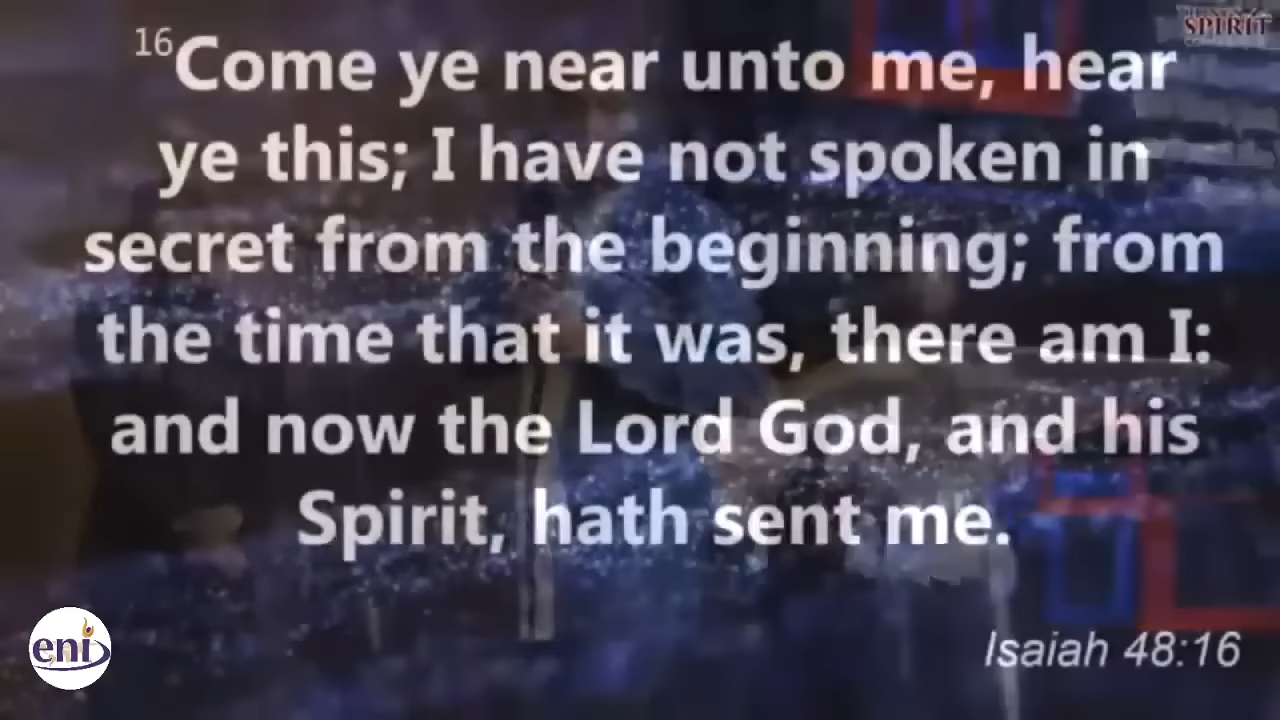 SPIRIT
16Come ye near unto me, hear
ye this; I have not spoken in
secret from the beginning; from
the time that it was, there am I:
and now the Lord God, and his
Spirit, hath sent me.
eni
Isaiah 48:16